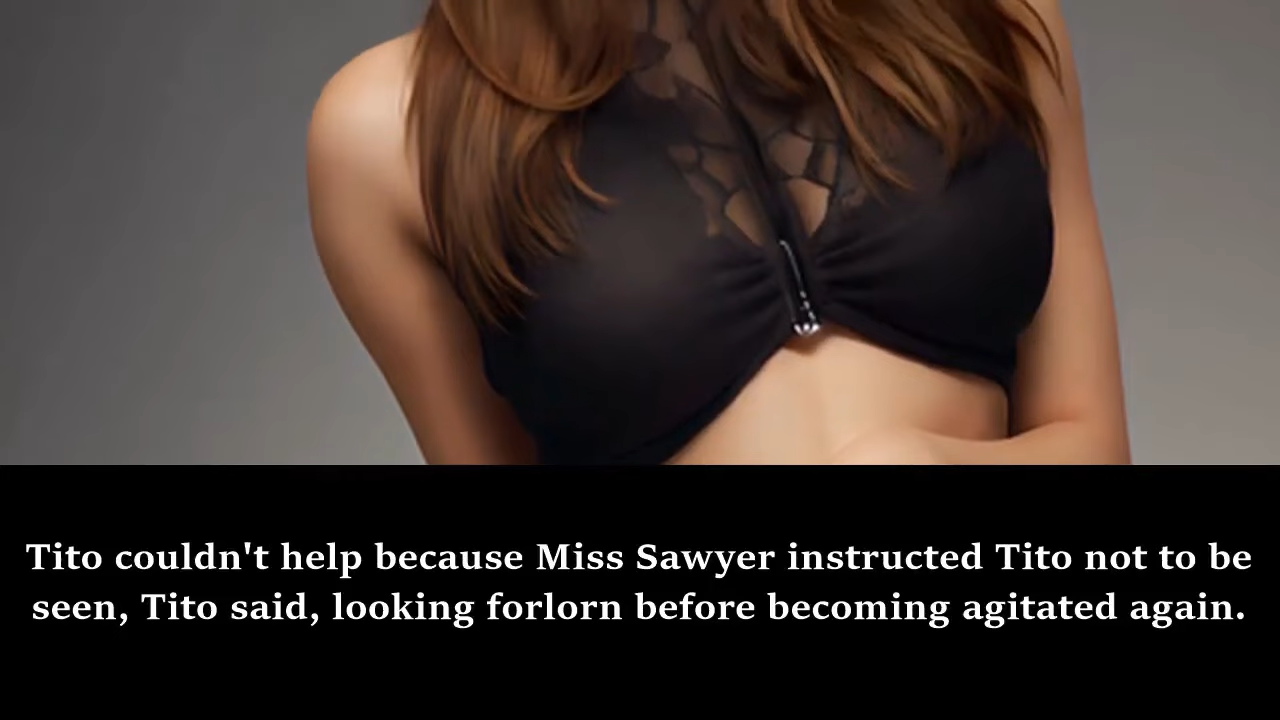 Tito couldn't help because Miss Sawyer instructed Tito not to be
seen, Tito said, looking forlorn before becoming agitated again.